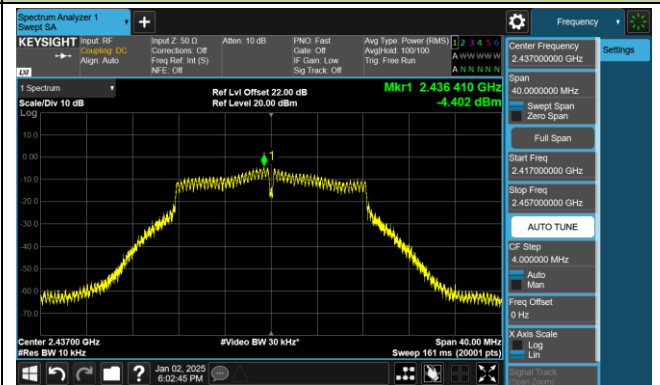 Spectrum Analyzer 1
Swept SA
+
Frequency
KEYSIGHT
Input: RF
Coupling: DC
Align: Auto
Input Z: 50 Ω
Corrections: Off
Freq Ref: Int (S)
NFE: Off
Atten: 10 dB
PNO: Fast
Gate: Off
IF Gain: Low
Sig Track: Off
Avg Type: Power (RMS)
Avg|Hold: 100/100
Trig: Free Run
1 2 3 4 5 6
A W W W W W
A N N N N N
LXI
1 Spectrum
Scale/Div 10 dB
Log
Ref Lvl Offset 22.00 dB
Ref Level 20.00 dBm
Mkr1 2.436 410 GHz
-4.402 dBm
10.0
0.00
-10.0
-20.0
-30.0
-40.0
-50.0
-60.0
-70.0
1
Center 2.43700 GHz
#Res BW 10 kHz
#Video BW 30 kHz*
Span 40.00 MHz
Sweep 161 ms (20001 pts)
Jan 02, 2025
6:02:45 PM
?
Center Frequency
2.437000000 GHz
Settings
Span
40.0000000 MHz
Swept Span
Zero Span
Full Span
Start Freq
2.417000000 GHz
Stop Freq
2.457000000 GHz
AUTO TUNE
CF Step
4.000000 MHz
Auto
Man
Freq Offset
0 Hz
X Axis Scale
Log
Lin
Signal Track
(Span Zoom)